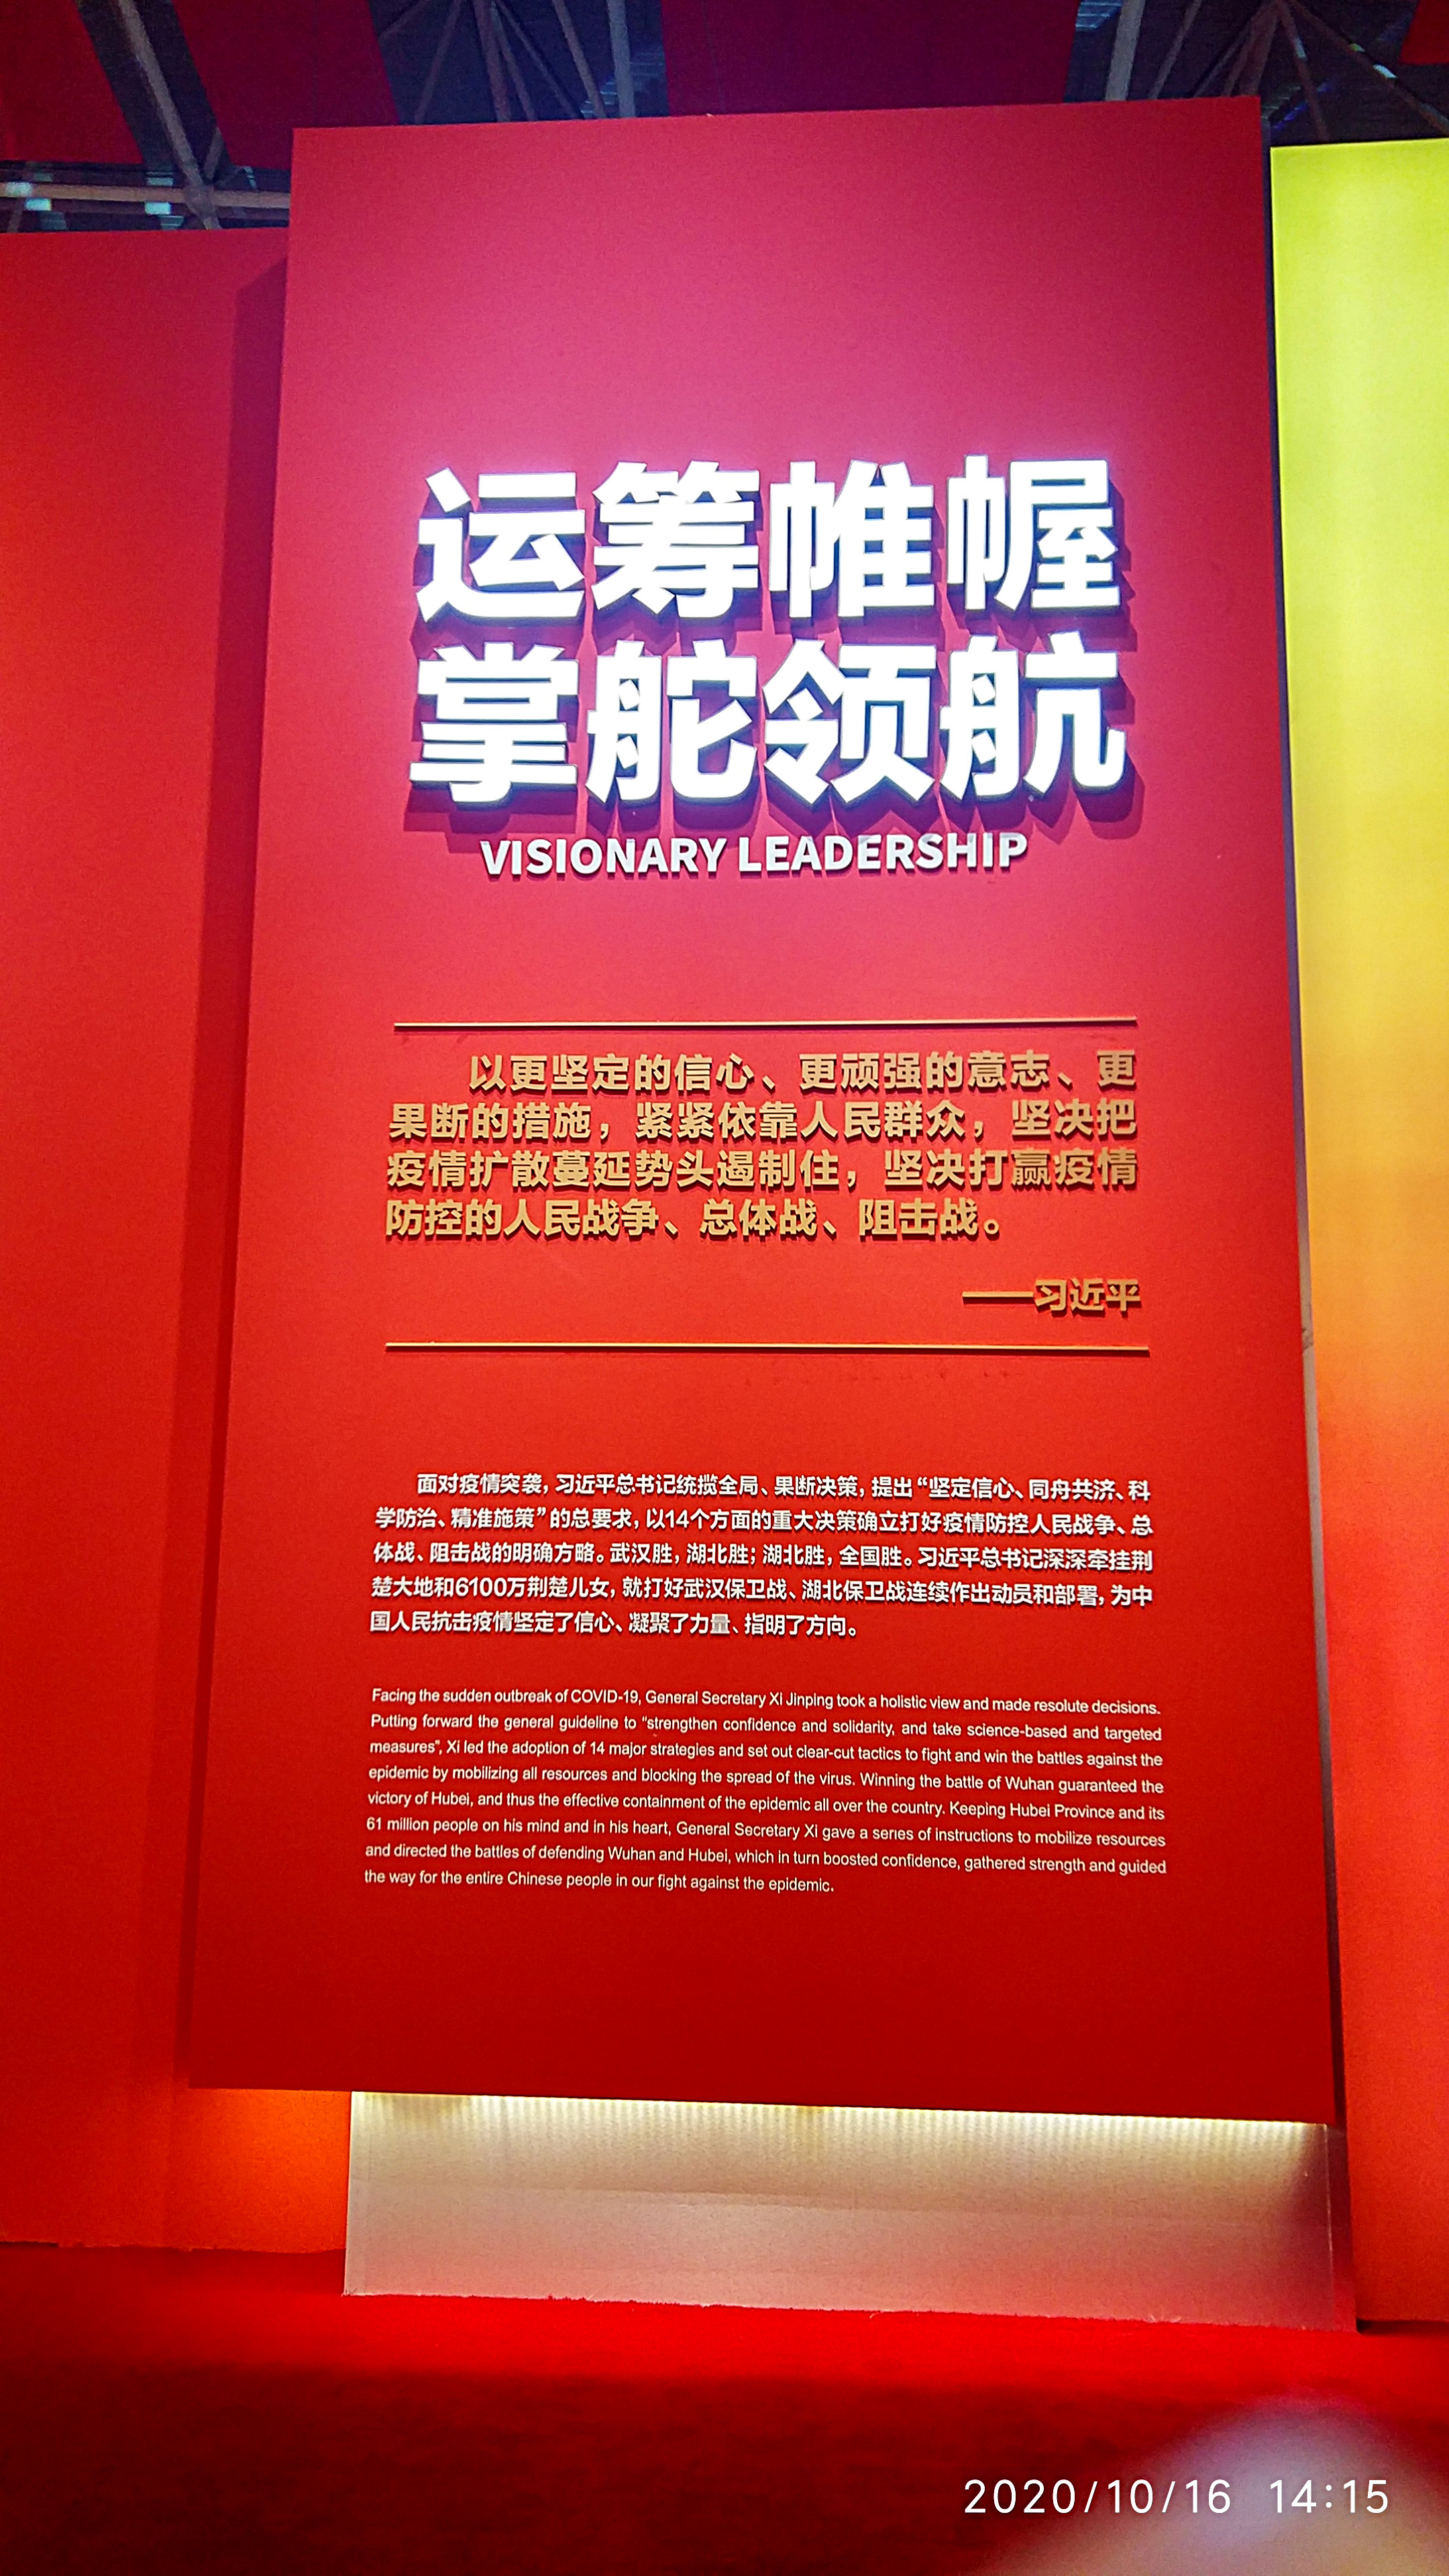 运筹帷幄
掌舵领航
VISIONARY LEADERSHIP
以更坚定的信心、更顽强的意志、更
果断的措施，紧紧依靠人民群众，坚决把
疫情扩散蔓延势头遏制住，坚决打赢疫情
防控的人民战争、总体战、阻击战。
——习近平
面对疫情突袭，习近平总书记统揽全局、果断决策，提出“坚定信心、同舟共济、科
学防治、精准施策”的总要求，以14个方面的重大决策确立打好疫情防控人民战争、总
体战、阻击战的明确方略。武汉胜，湖北胜；湖北胜，全国胜。习近平总书记深深牵挂荆
楚大地和6100万荆楚儿女，就打好武汉保卫战、湖北保卫战连续作出动员和部署，为中
国人民抗击疫情坚定了信心、凝聚了力量、指明了方向。
Facing the sudden outbreak of COVID-19, General Secretary Xi Jinping took a holistic view and made resolute decisions.
Putting forward the general guideline to “strengthen confidence and solidarity, and take science-based and targeted
measures”, Xi led the adoption of 14 major strategies and set out clear-cut tactics to fight and win the battles against the
epidemic by mobilizing all resources and blocking the spread of the virus. Winning the battle of Wuhan guaranteed the
victory of Hubei, and thus the effective containment of the epidemic all over the country. Keeping Hubei Province and its
61 million people on his mind and in his heart, General Secretary Xi gave a series of instructions to mobilize resources
and directed the battles of defending Wuhan and Hubei, which in turn boosted confidence, gathered strength and guided
the way for the entire Chinese people in our fight against the epidemic.
2020/10/16 14:15